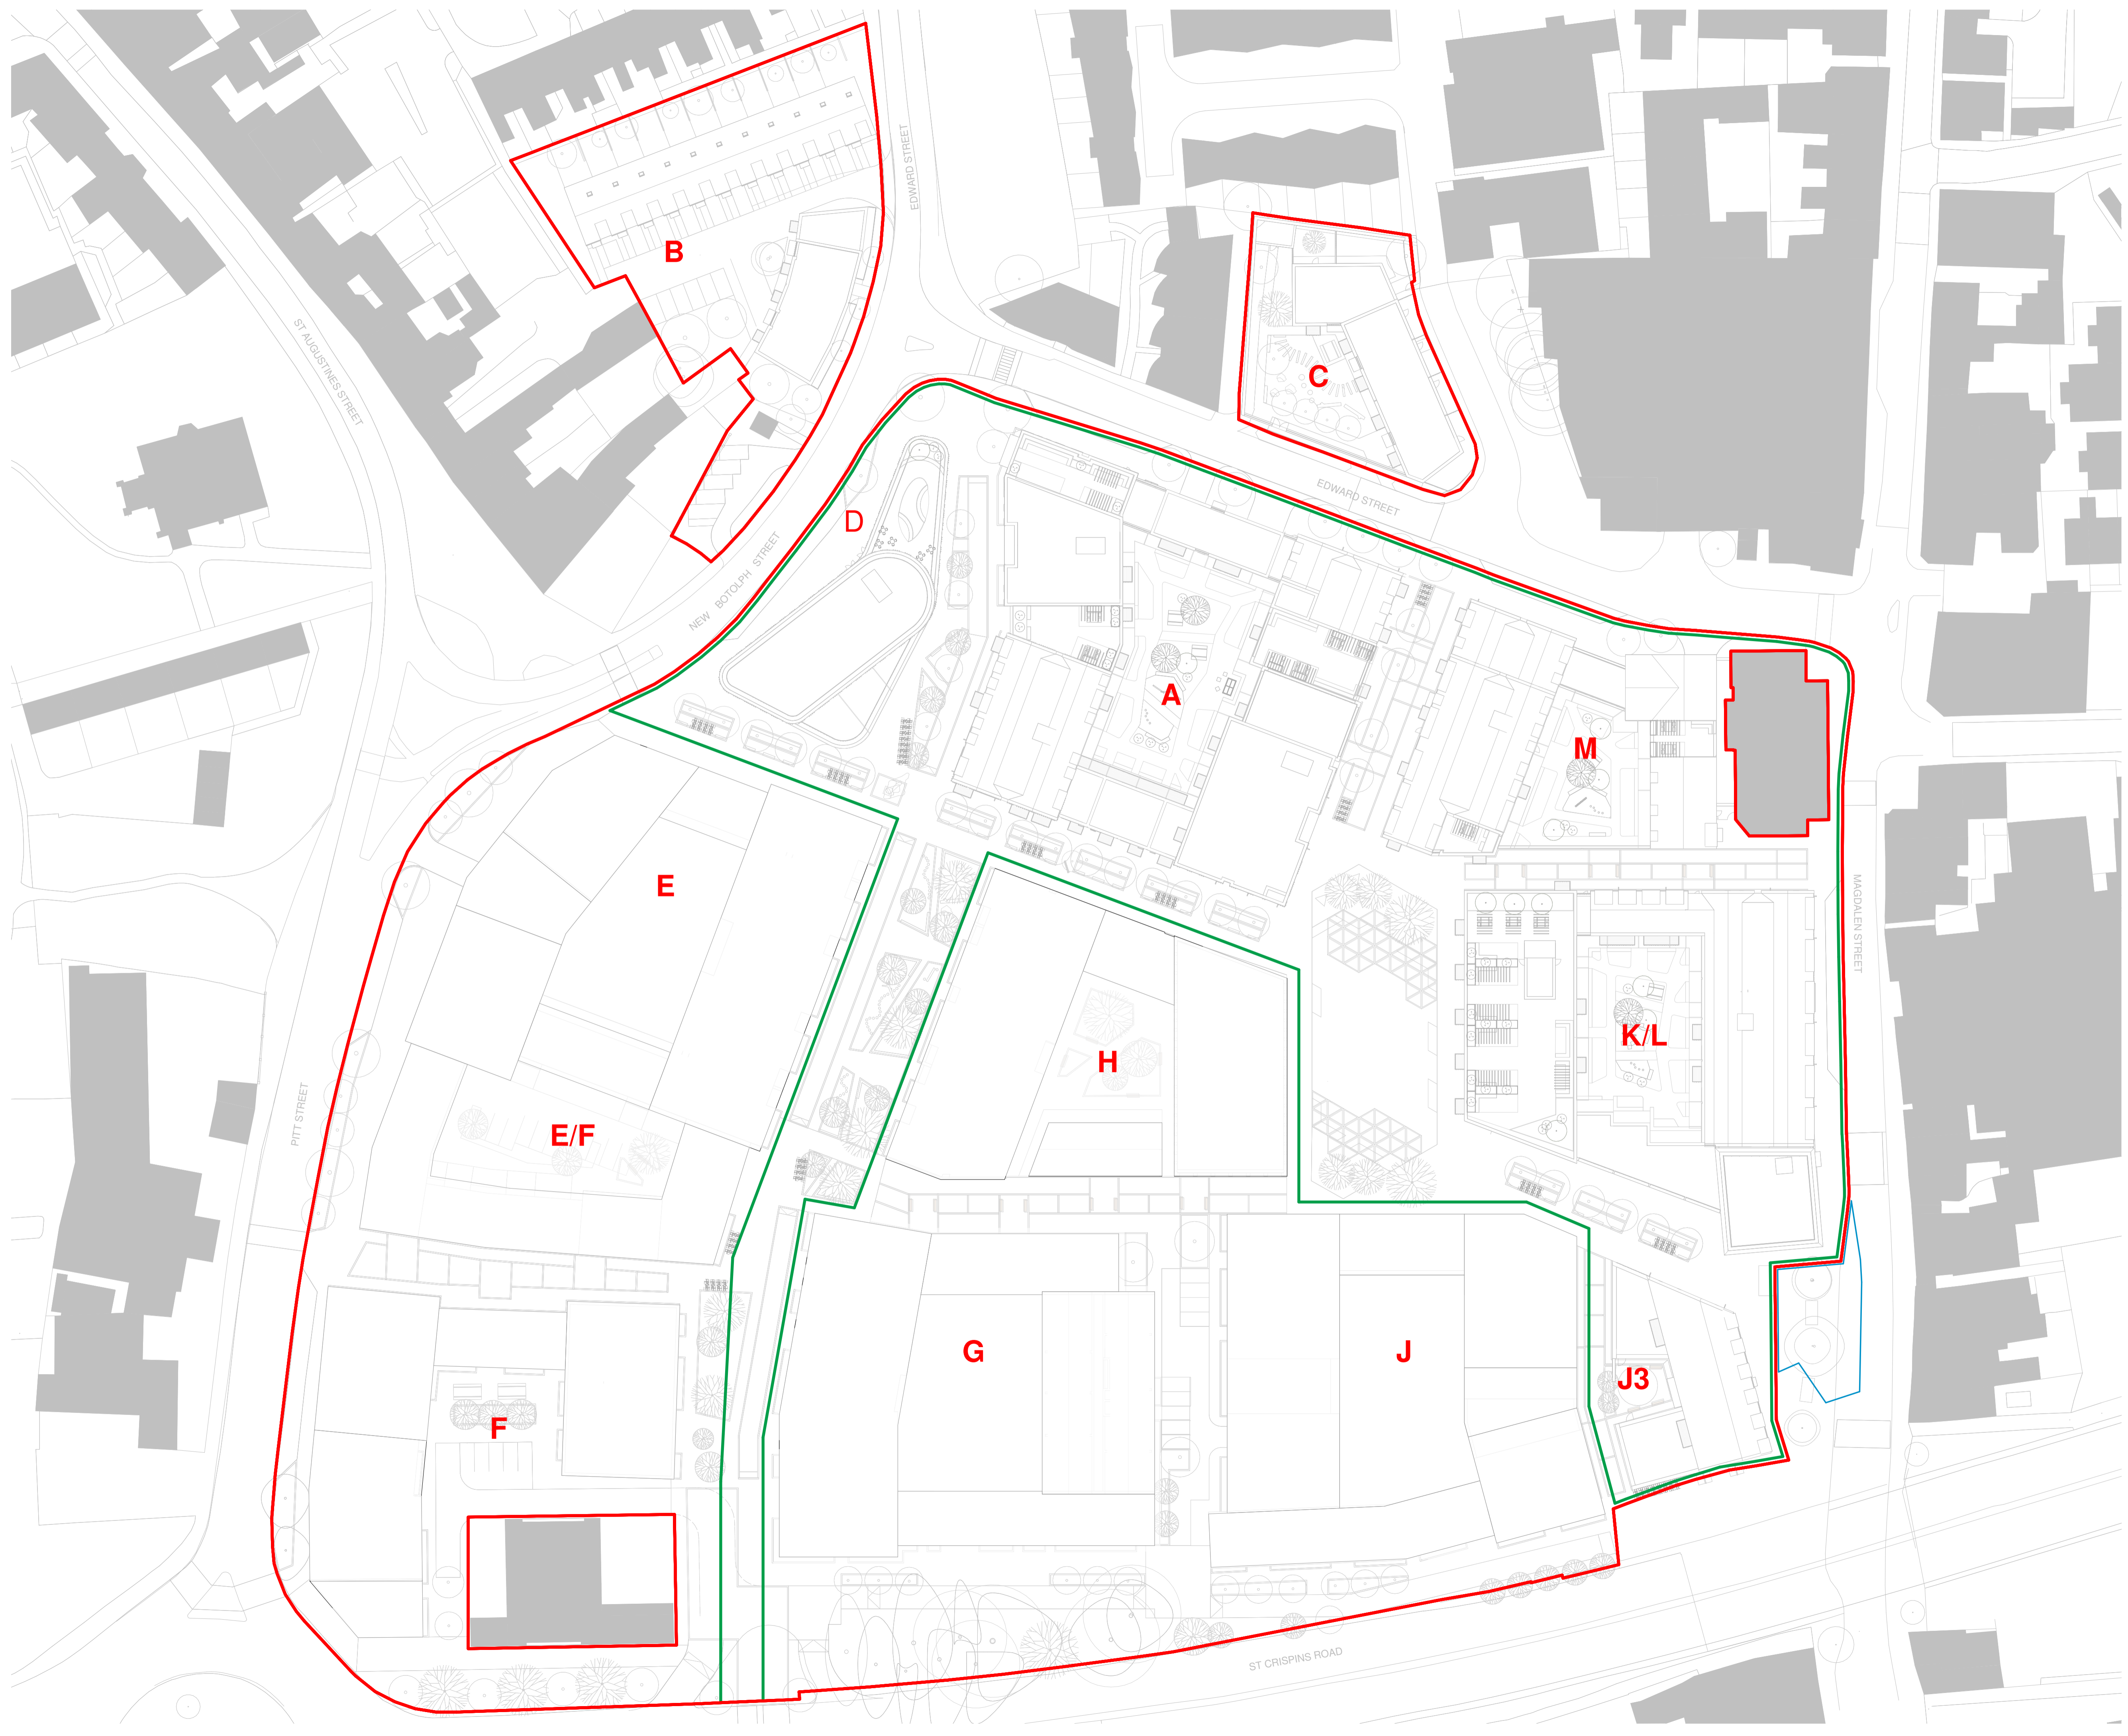 EDWARD STREET
B
ST AUGUSTINES STREET
C
EDWARD STREET
D
NEW BOTOLPH STREET
A
M
E
MAGDALEN STREET
K/L
H
PITT STREET
E/F
G
J
J3
F
ST CRISPINS ROAD